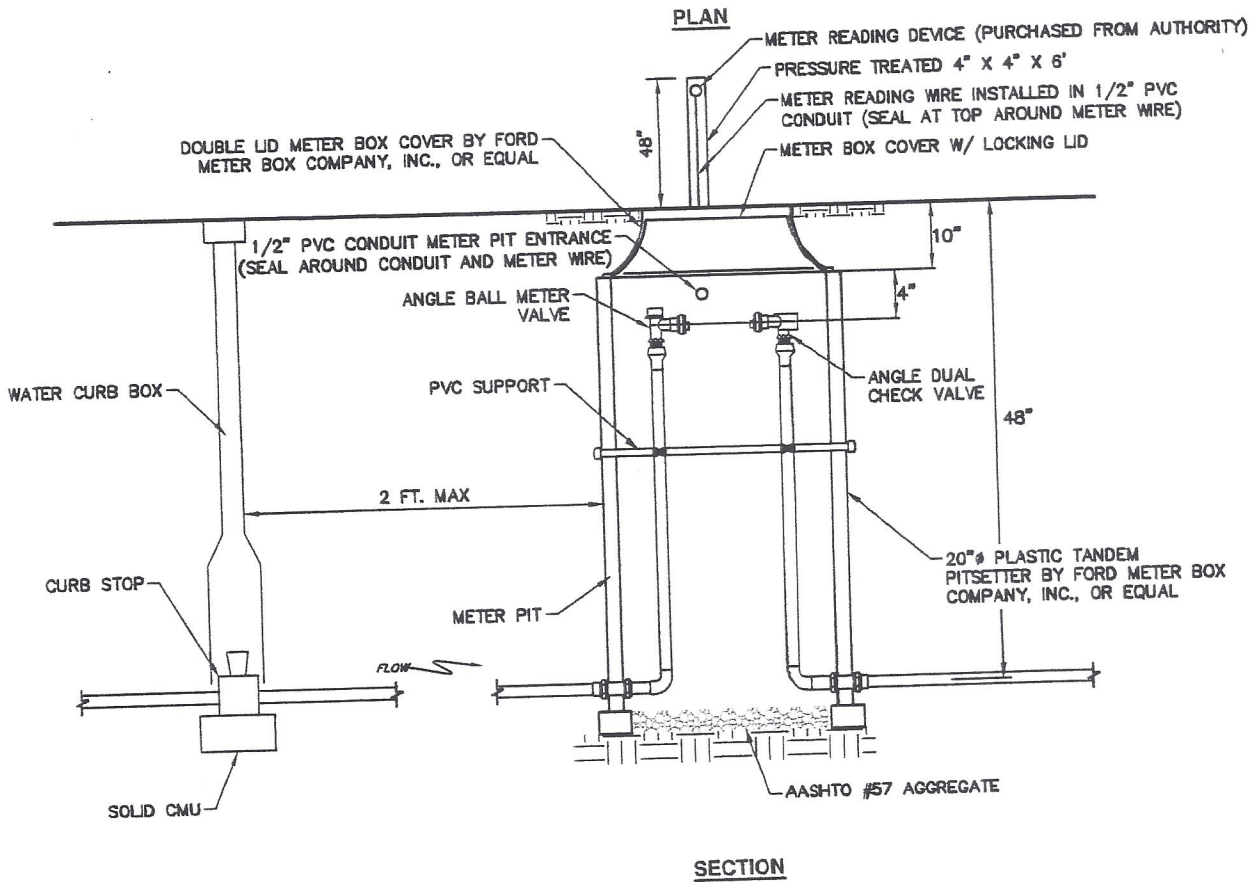 PLAN
METER READING DEVICE (PURCHASED FROM AUTHORITY)
PRESSURE TREATED 4" X 4" X 6'
METER READING WIRE INSTALLED IN 1/2" PVC
CONDUIT (SEAL AT TOP AROUND METER WIRE)
METER BOX COVER W/ LOCKING LID
48"
DOUBLE LID METER BOX COVER BY FORD
METER BOX COMPANY, INC., OR EQUAL
1/2" PVC CONDUIT METER PIT ENTRANCE
(SEAL AROUND CONDUIT AND METER WIRE)
10"
4"
ANGLE BALL METER
VALVE
ANGLE DUAL
CHECK VALVE
PVC SUPPORT
WATER CURB BOX
48"
2 FT. MAX
20"ø PLASTIC TANDEM
PITSETTER BY FORD METER BOX
COMPANY, INC., OR EQUAL
CURB STOP
METER PIT
FLOW
AASHTO #57 AGGREGATE
SOLID CMU
SECTION